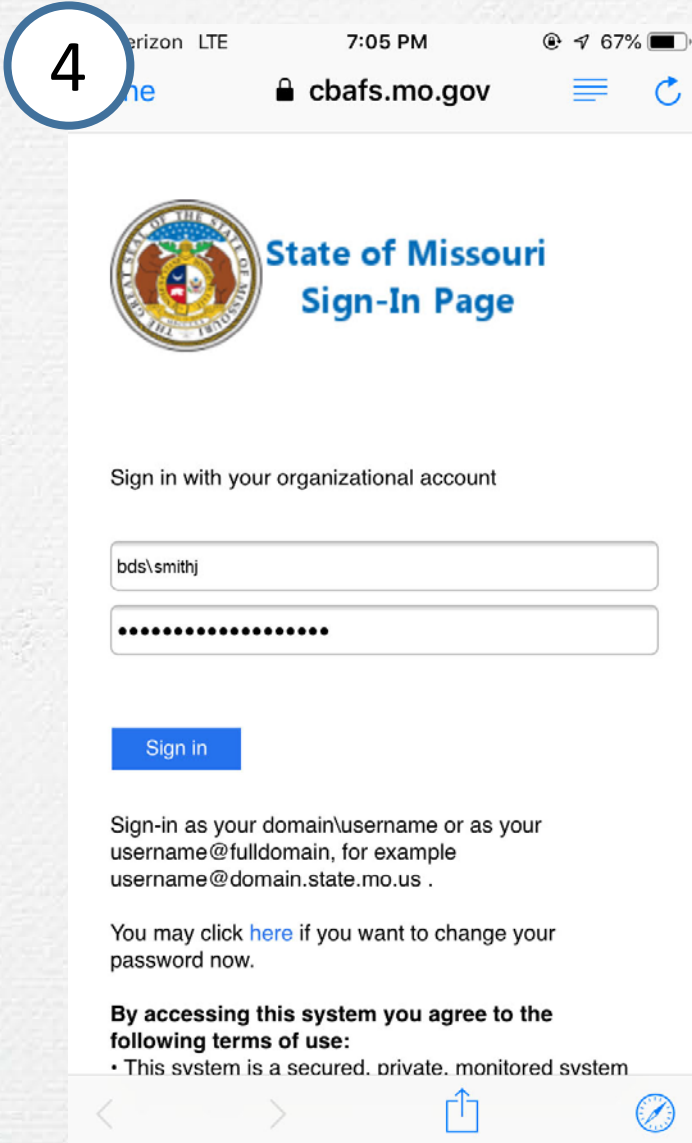 4
LTE 7:05 PM 67%
cbafs.mo.gov
State of Missouri
Sign-In Page
Sign in with your organizational account
bds\smithj
•••••••••••••••••••
Sign in
Sign-in as your domain\username or as your
username@fulldomain, for example
username@domain.state.mo.us .
You may click here if you want to change your
password now.
By accessing this system you agree to the
following terms of use:
• This system is a secured, private, monitored system